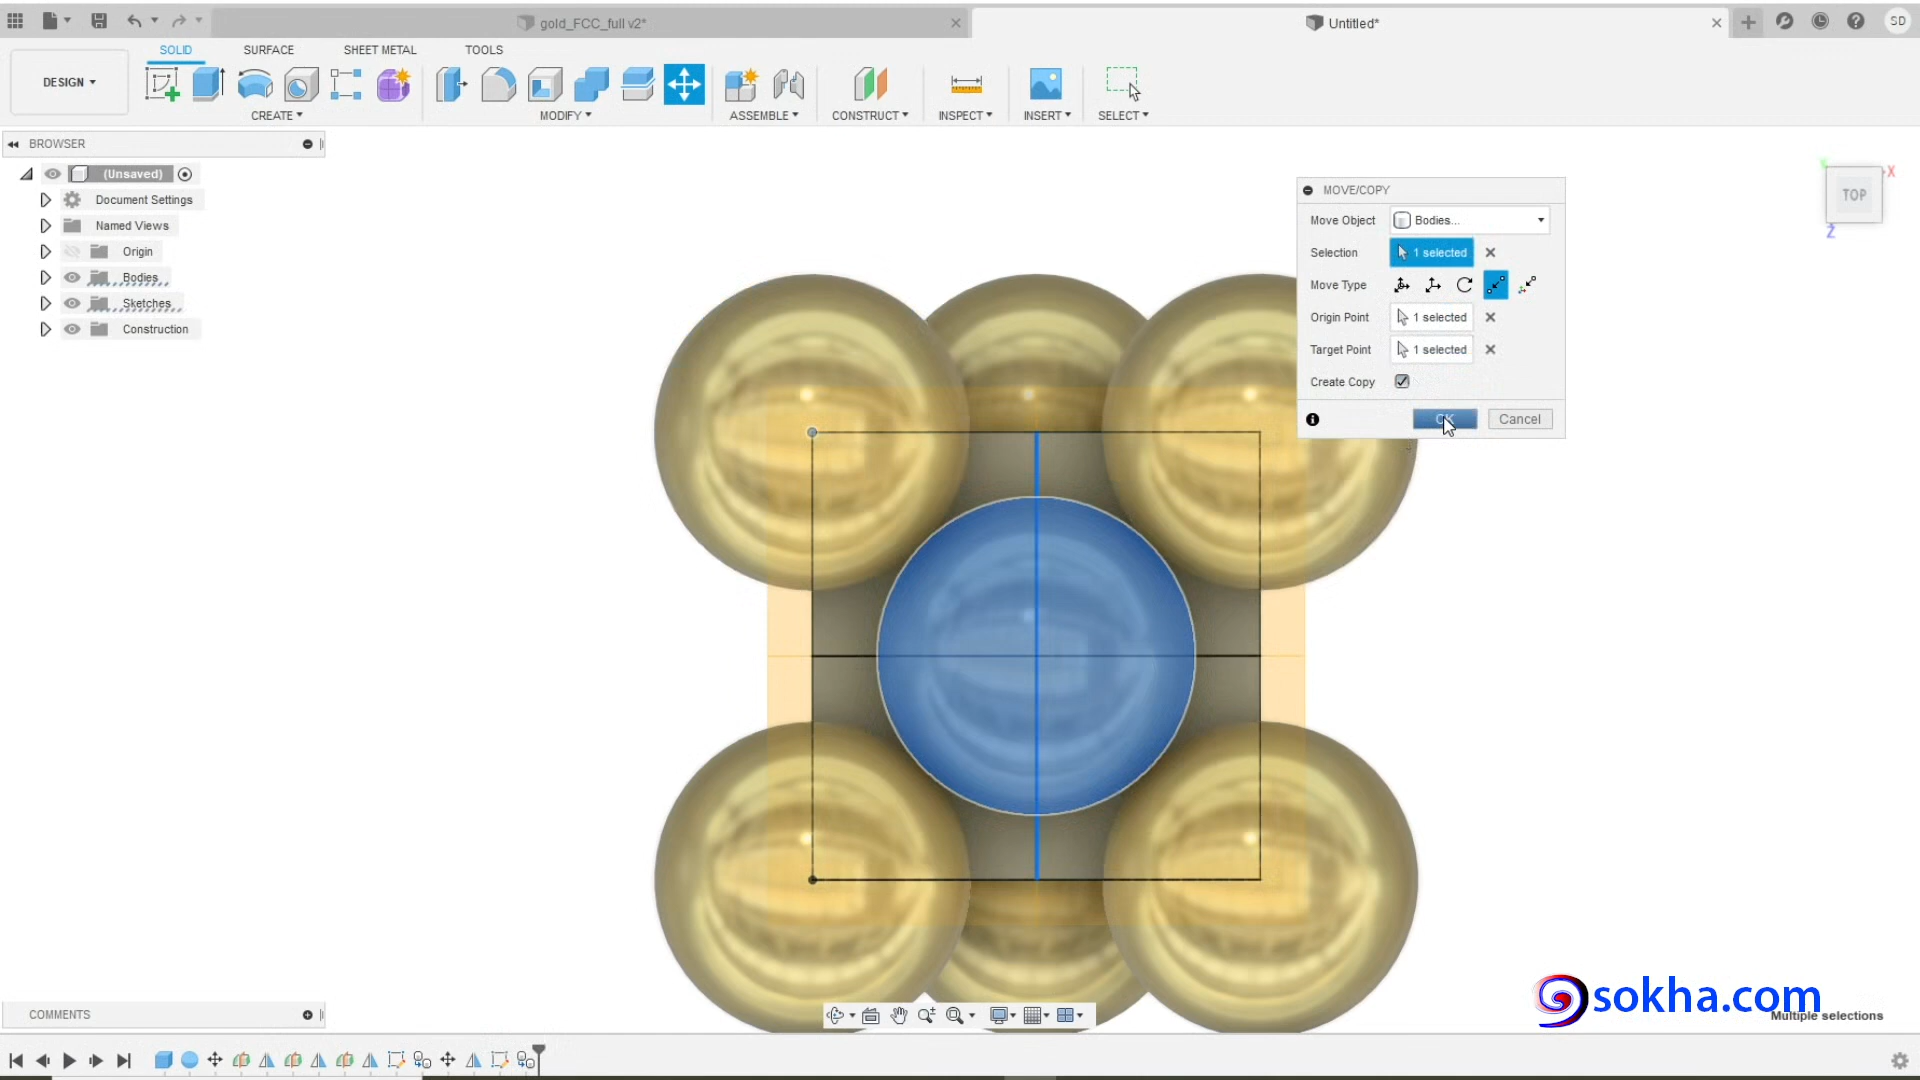 gold_FCC_full v2*
Untitled*
SD
SOLID
SURFACE
SHEET METAL
TOOLS
DESIGN
CREATE
MODIFY
ASSEMBLE
CONSTRUCT
INSPECT
INSERT
SELECT
BROWSER
(Unsaved)
Document Settings
Named Views
Origin
Bodies
Sketches
Construction
MOVE/COPY
Move Object
Bodies...
Selection
1 selected
Move Type
Origin Point
1 selected
Target Point
1 selected
Create Copy
OK
Cancel
TOP
X
Z
COMMENTS
sokha.com
Multiple selections